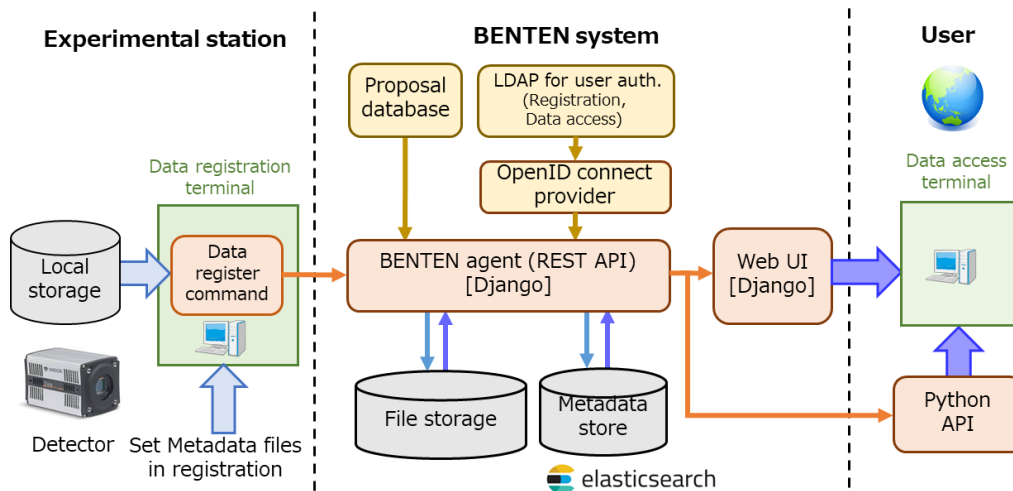 Experimental station
BENTEN system
User
Proposal
database
LDAP for user auth.
(Registration,
Data access)
Data registration
terminal
OpenID connect
provider
Data access
terminal
Local
storage
Data
register
command
BENTEN agent (REST API)
[Django]
Web UI
[Django]
File storage
Metadata
store
Python
API
Detector
Set Metadata files
in registration
elasticsearch